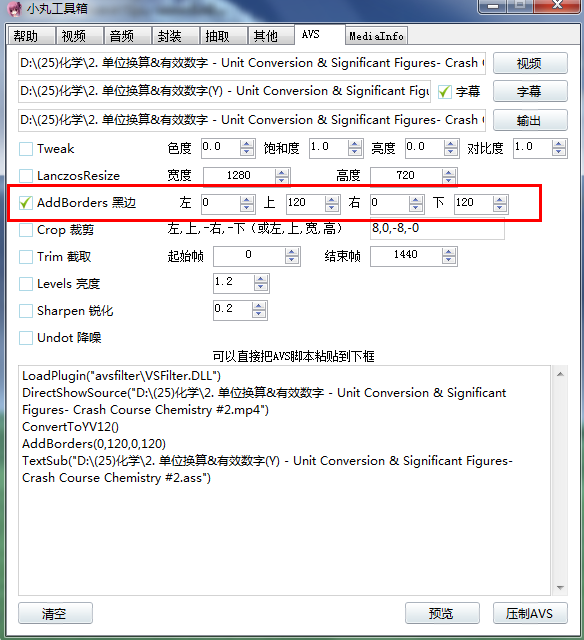 小丸工具箱
帮助 视频 音频 封装 抽取 其他 AVS MediaInfo
D:\(25)化学\2. 单位换算&有效数字 - Unit Conversion & Significant Figures- Crash C 视频
D:\(25)化学\2. 单位换算&有效数字(Y) - Unit Conversion & Significant Figu 字幕 字幕
D:\(25)化学\2. 单位换算&有效数字 - Unit Conversion & Significant Figures- Crash C 输出
Tweak 色度 0.0 饱和度 1.0 亮度 0.0 对比度 1.0
LanczosResize 宽度 1280 高度 720
AddBorders 黑边 左 0 上 120 右 0 下 120
Crop 裁剪 左,上,-右,-下（或左,上,宽,高） 8,0,-8,-0
Trim 截取 起始帧 0 结束帧 1440
Levels 亮度 1.2
Sharpen 锐化 0.2
Undot 降噪
可以直接把AVS脚本粘贴到下框
LoadPlugin("avsfilter\VSFilter.DLL")
DirectShowSource("D:\(25)化学\2. 单位换算&有效数字 - Unit Conversion & Significant
Figures- Crash Course Chemistry #2.mp4")
ConvertToYV12()
AddBorders(0,120,0,120)
TextSub("D:\(25)化学\2. 单位换算&有效数字(Y) - Unit Conversion & Significant Figures-
Crash Course Chemistry #2.ass")
清空 预览 压制AVS